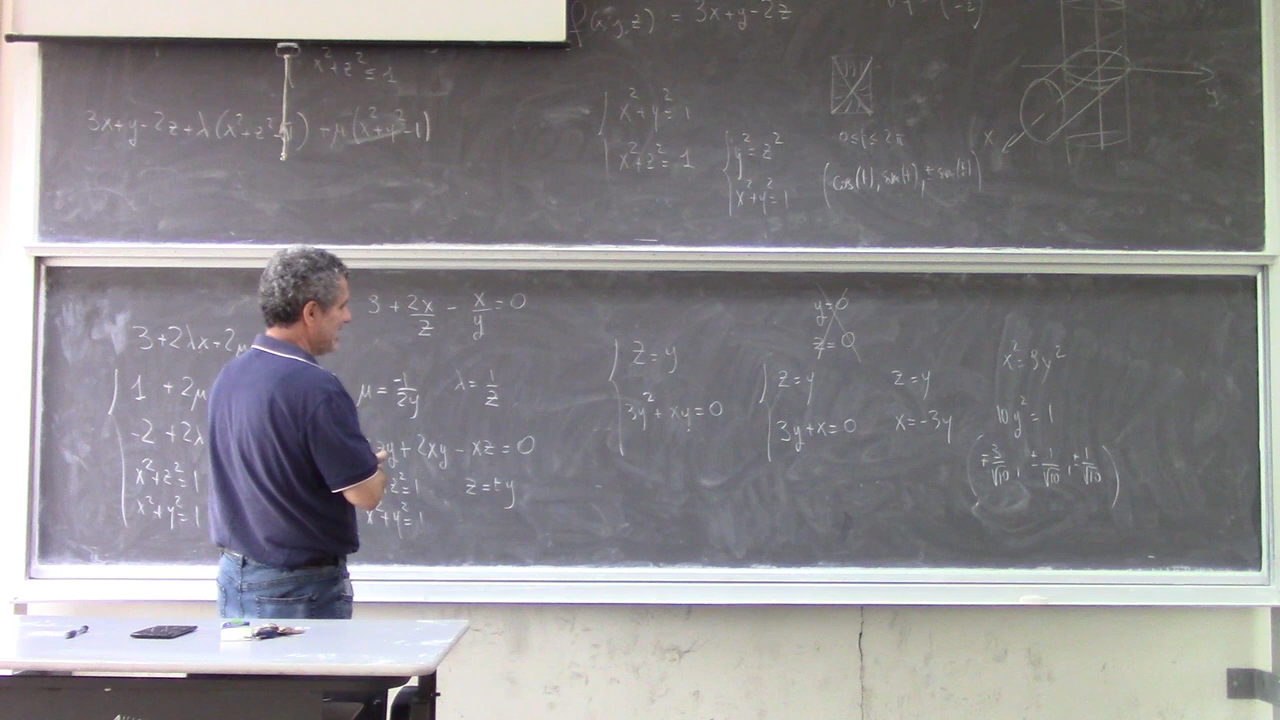 f(x,y,z) = 3x+y-2z
x²+z² ≤ 1
3x+y-2z+λ(x²+z²-1)+μ(x²+y²-1)
x²+y²=1
x²+z²=1
y²=z²
x²+y²=1
0≤t≤2π
(cos(t), sin(t), ±sin(t))
x
y
3+2λx+2μ
1 +2μ
-2 +2λ
x²+z²=1
x²+y²=1
3 + 2x/z - x/y = 0
μ = -1/2y λ = 1/z
zy + 2xy - xz = 0
z²=1 z=±y
x²+y²=1
z=y
3y²+xy=0
y=0
z=0
z=y
3y+x=0
z=y
x=-3y
x²=9y²
10y²=1
(∓3/√10, ±1/√10, ±1/√10)